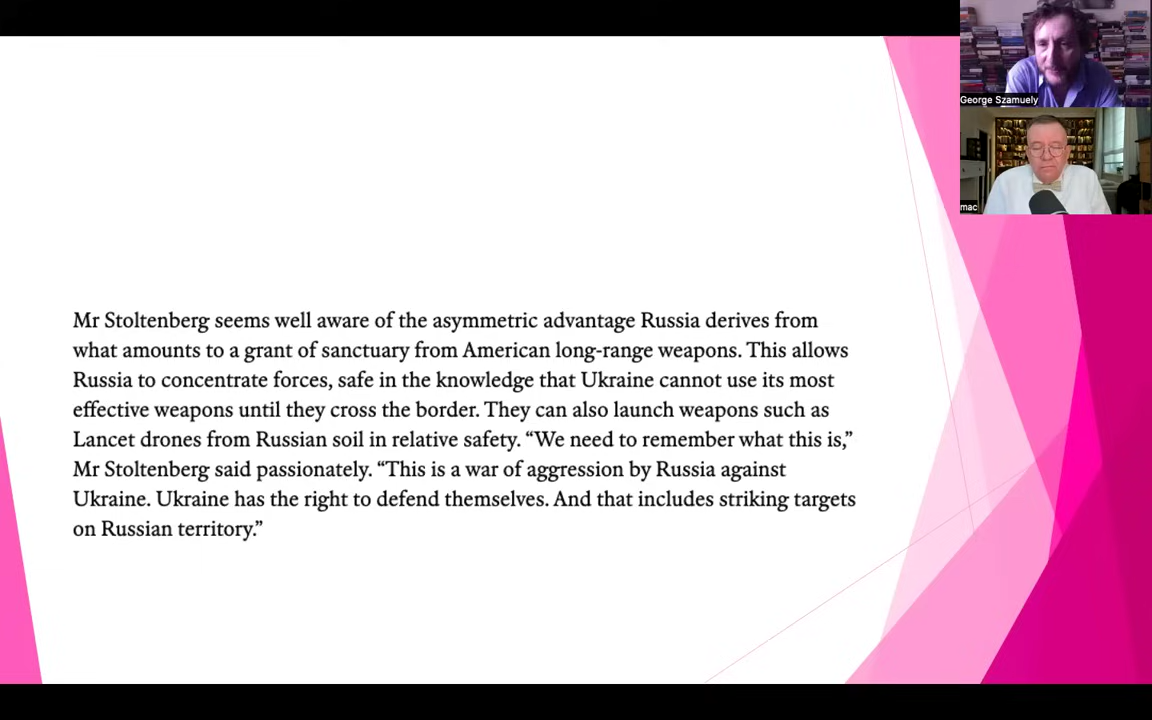 George Szamuely
mac
Mr Stoltenberg seems well aware of the asymmetric advantage Russia derives from
what amounts to a grant of sanctuary from American long-range weapons. This allows
Russia to concentrate forces, safe in the knowledge that Ukraine cannot use its most
effective weapons until they cross the border. They can also launch weapons such as
Lancet drones from Russian soil in relative safety. “We need to remember what this is,”
Mr Stoltenberg said passionately. “This is a war of aggression by Russia against
Ukraine. Ukraine has the right to defend themselves. And that includes striking targets
on Russian territory.”